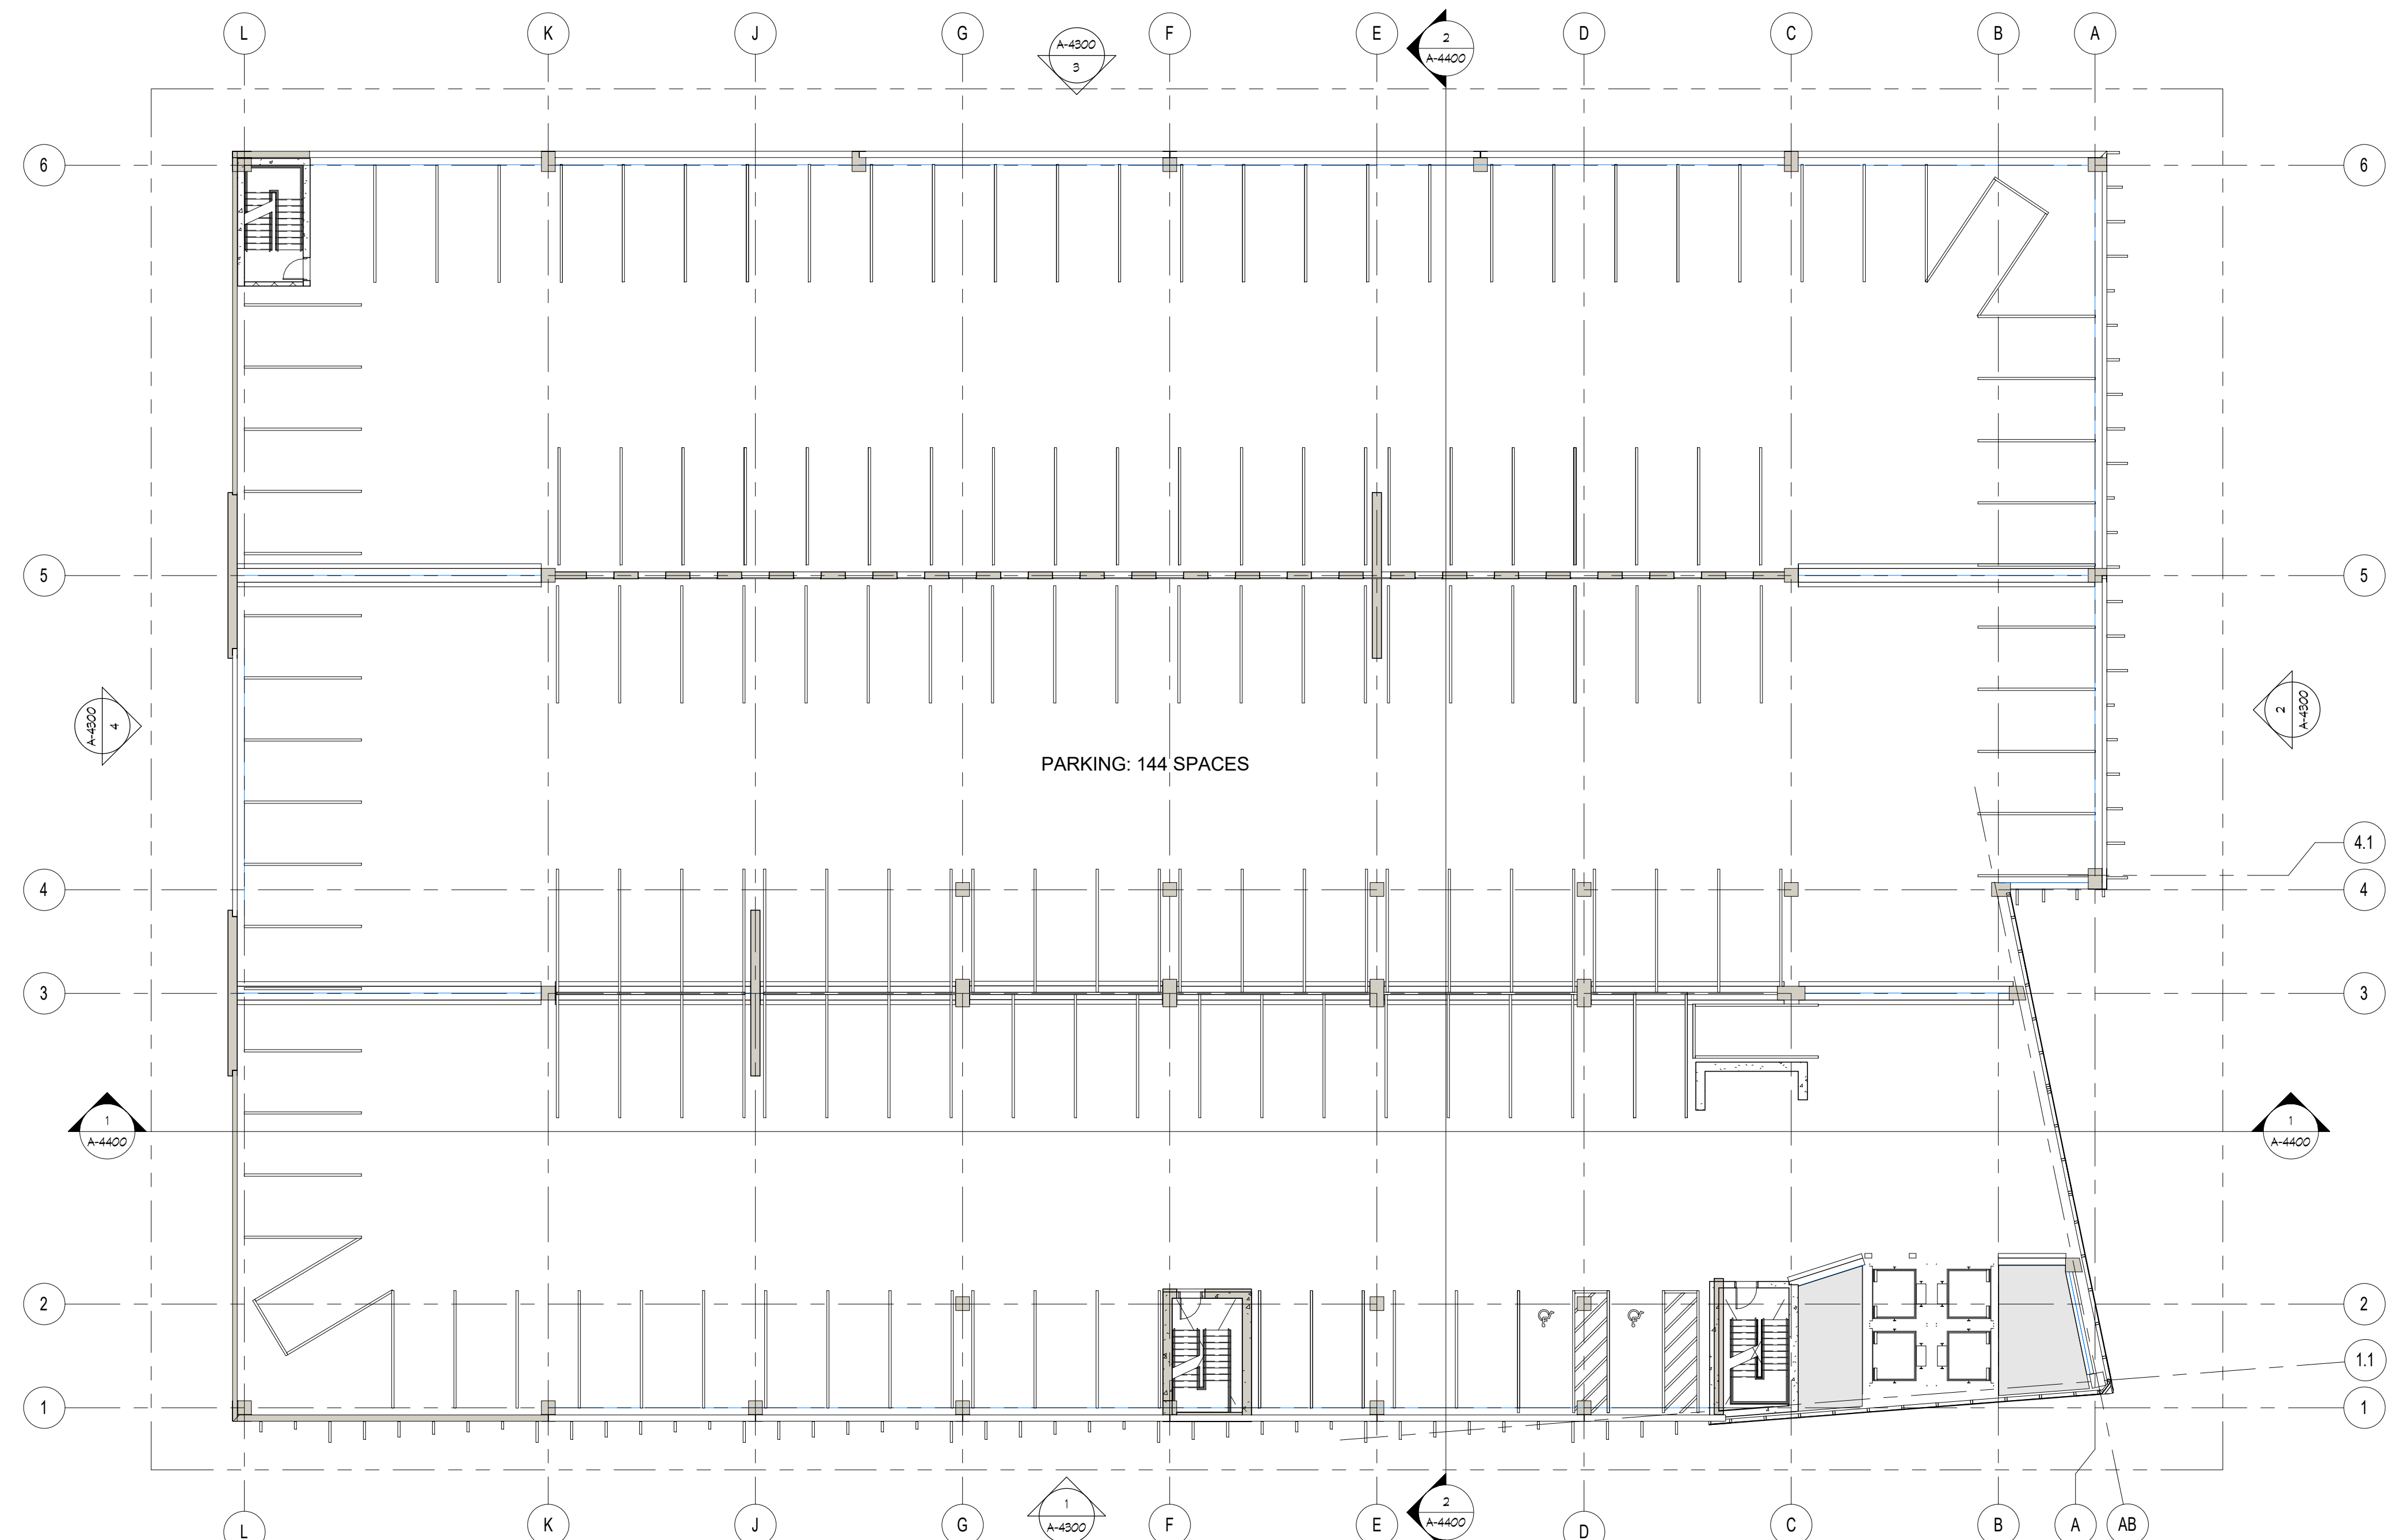 L K J G F E D C B A
A-4300
3
2
A-4400
6 6
5 5
A-4300
4
2
A-4300
PARKING: 144 SPACES
4.1
4 4
3 3
1
A-4400
1
A-4400
2 2
1.1
1 1
1
A-4300
2
A-4400
L K J G F E D C B A AB